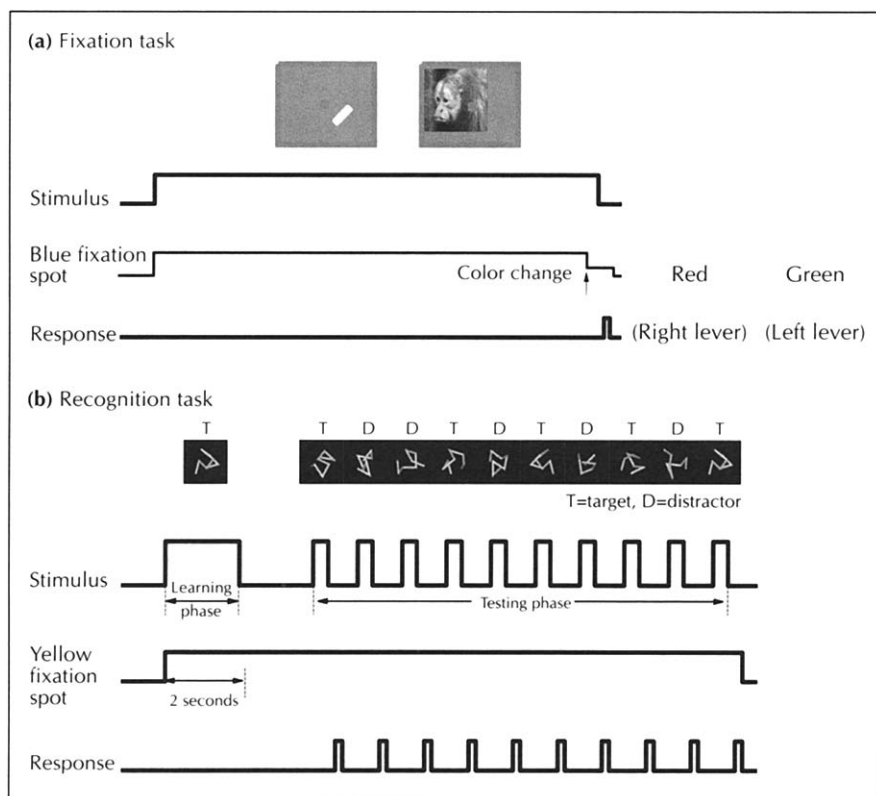 (a) Fixation task
Stimulus
Blue fixation
spot
Color change
Red
Green
Response
(Right lever)
(Left lever)
(b) Recognition task
T
T D D T D T D T D T
T=target, D=distractor
Stimulus
Learning
phase
Testing phase
Yellow
fixation
spot
2 seconds
Response